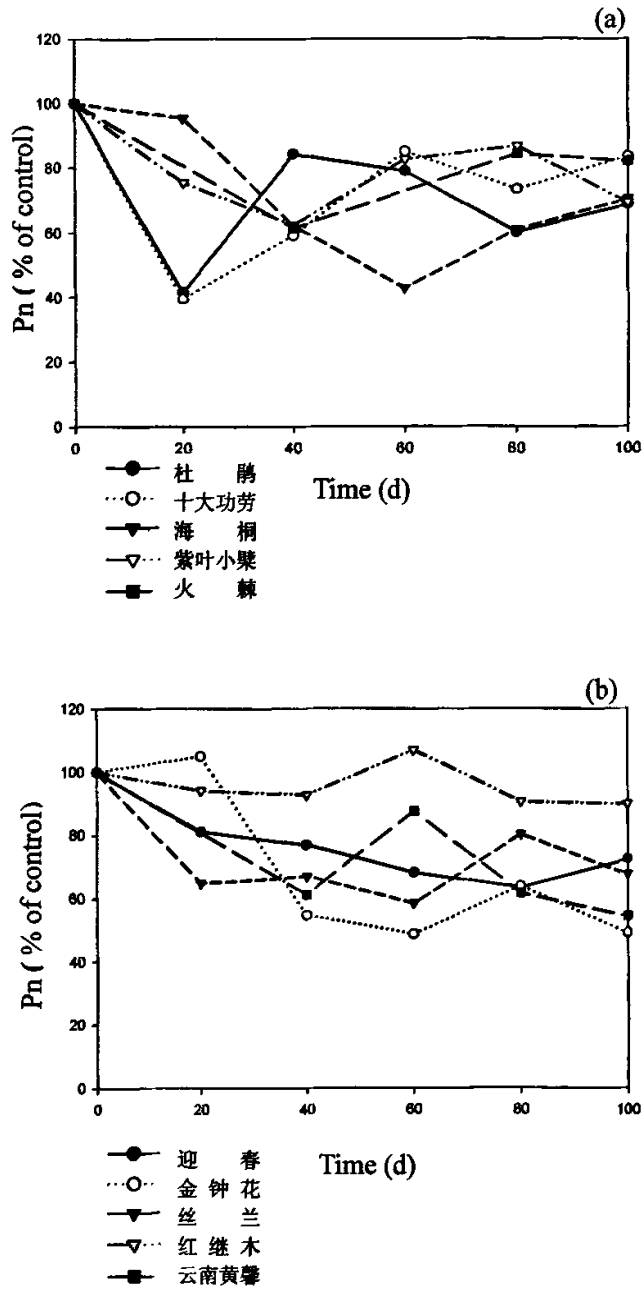 (a)
120
100
80
60
40
20
0
Pn ( % of control)
0 20 40 60 80 100
Time (d)
杜 鹃
十大功劳
海 桐
紫叶小檗
火 棘
(b)
120
100
80
60
40
20
0
Pn ( % of control)
0 20 40 60 80 100
Time (d)
迎 春
金 钟 花
丝 兰
红 继 木
云南黄馨